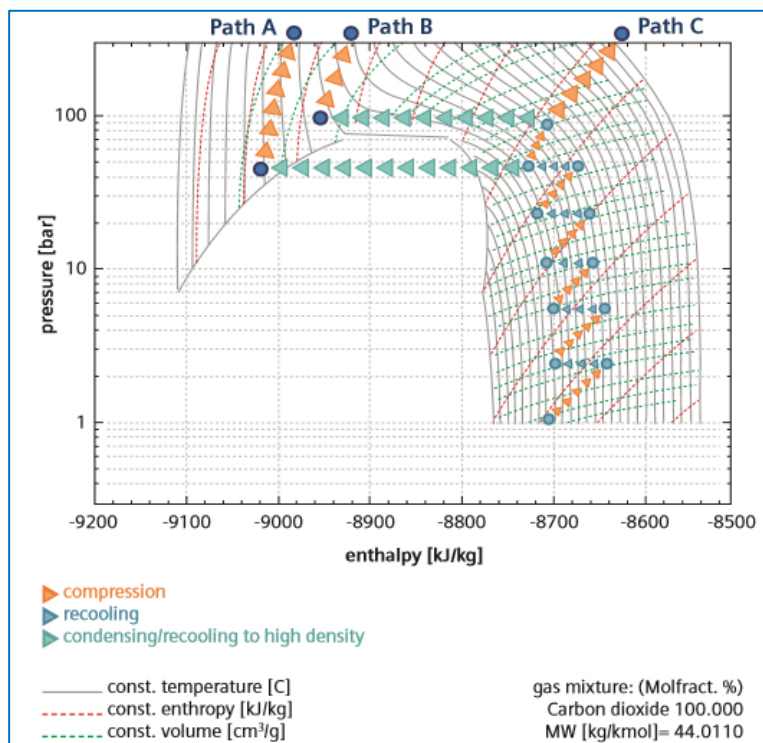 Path A
Path B
Path C
100
10
1
pressure [bar]
-9200 -9100 -9000 -8900 -8800 -8700 -8600 -8500
enthalpy [kJ/kg]
compression
recooling
condensing/recooling to high density
const. temperature [C]
const. enthropy [kJ/kg]
const. volume [cm³/g]
gas mixture: (Molfract. %)
Carbon dioxide 100.000
MW [kg/kmol]= 44.0110